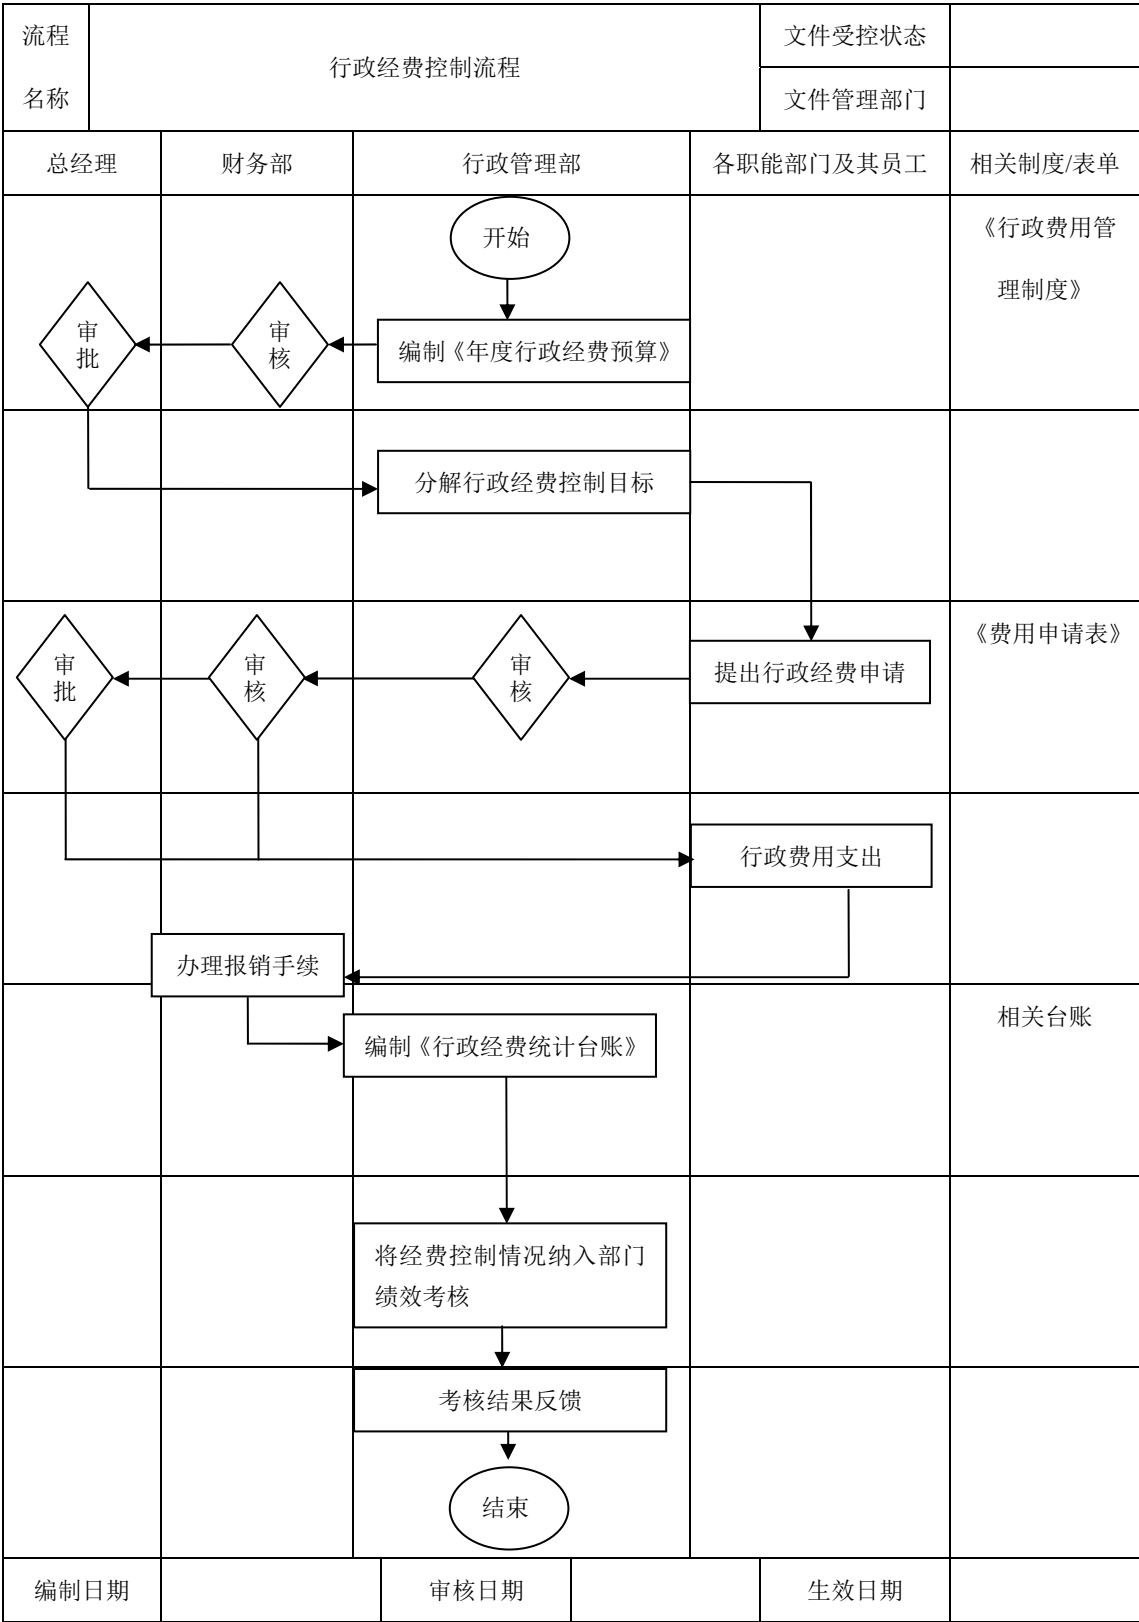 流程
名称
行政经费控制流程
文件受控状态
文件管理部门
总经理
财务部
行政管理部
各职能部门及其员工
相关制度/表单
开始
《行政费用管
理制度》
审
批
审
核
编制《年度行政经费预算》
分解行政经费控制目标
《费用申请表》
审
批
审
核
审
核
提出行政经费申请
行政费用支出
办理报销手续
相关台账
编制《行政经费统计台账》
将经费控制情况纳入部门
绩效考核
考核结果反馈
结束
编制日期
审核日期
生效日期